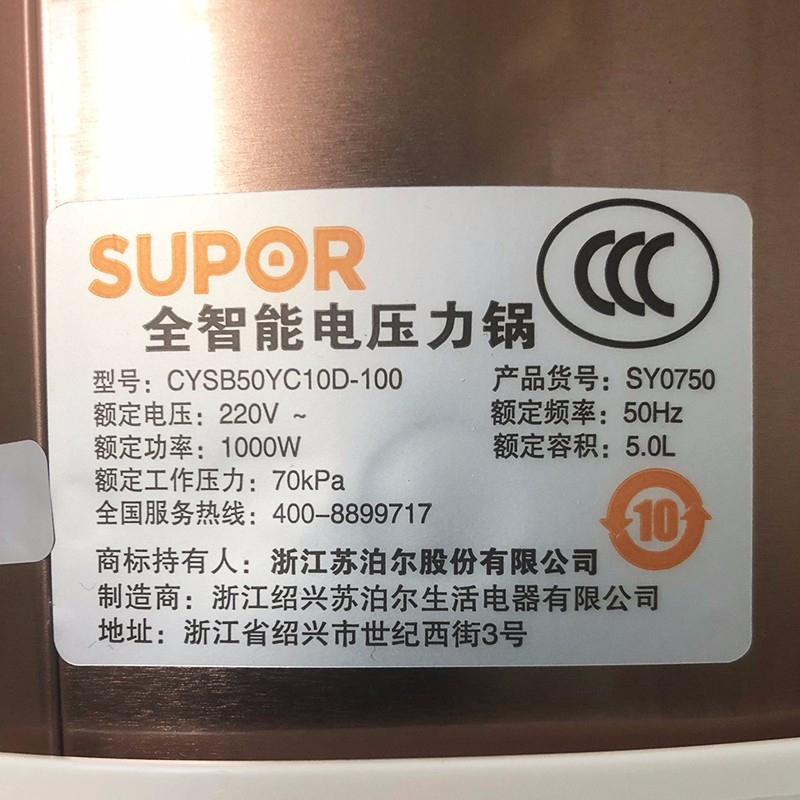 SUPOR
CCC
全智能电压力锅
型号：CYSB50YC10D-100 产品货号：SY0750
额定电压：220V ~ 额定频率：50Hz
额定功率：1000W 额定容积：5.0L
额定工作压力：70kPa
全国服务热线：400-8899717
10
商标持有人：浙江苏泊尔股份有限公司
制造商：浙江绍兴苏泊尔生活电器有限公司
地址：浙江省绍兴市世纪西街3号